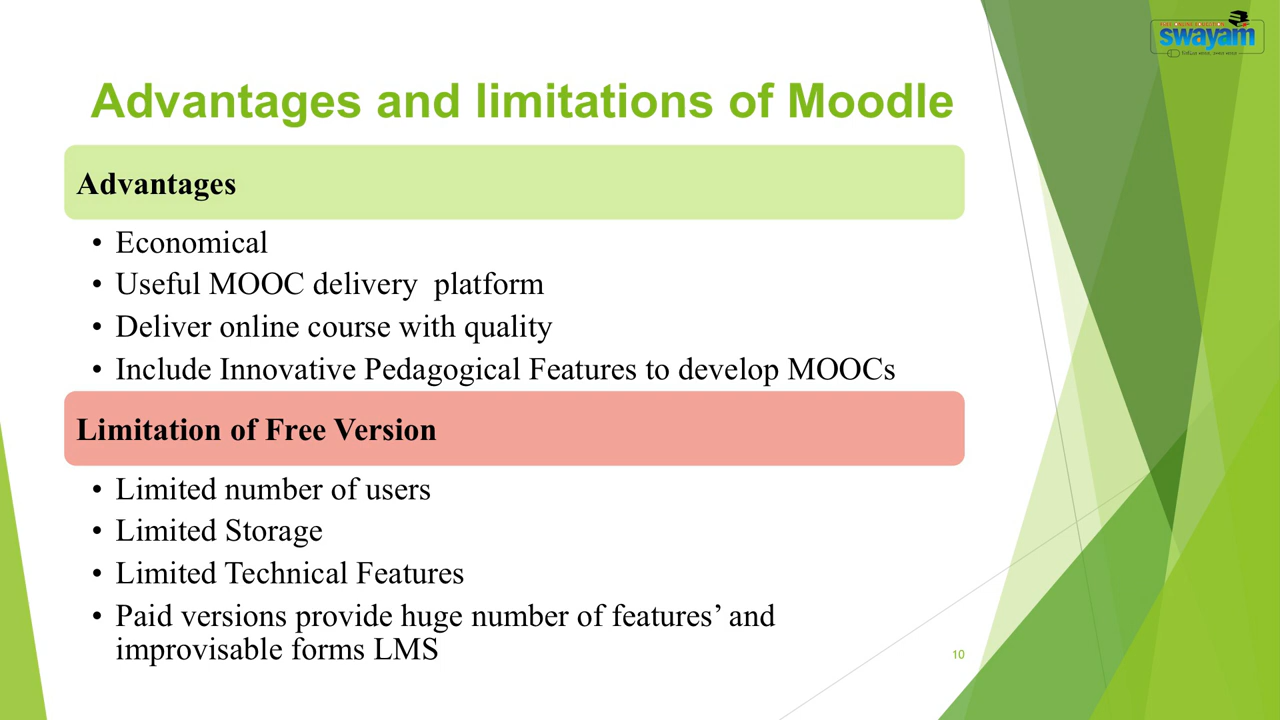 swayam
Advantages and limitations of Moodle
Advantages
• Economical
• Useful MOOC delivery  platform
• Deliver online course with quality
• Include Innovative Pedagogical Features to develop MOOCs
Limitation of Free Version
• Limited number of users
• Limited Storage
• Limited Technical Features
• Paid versions provide huge number of features’ and
improvisable forms LMS
10